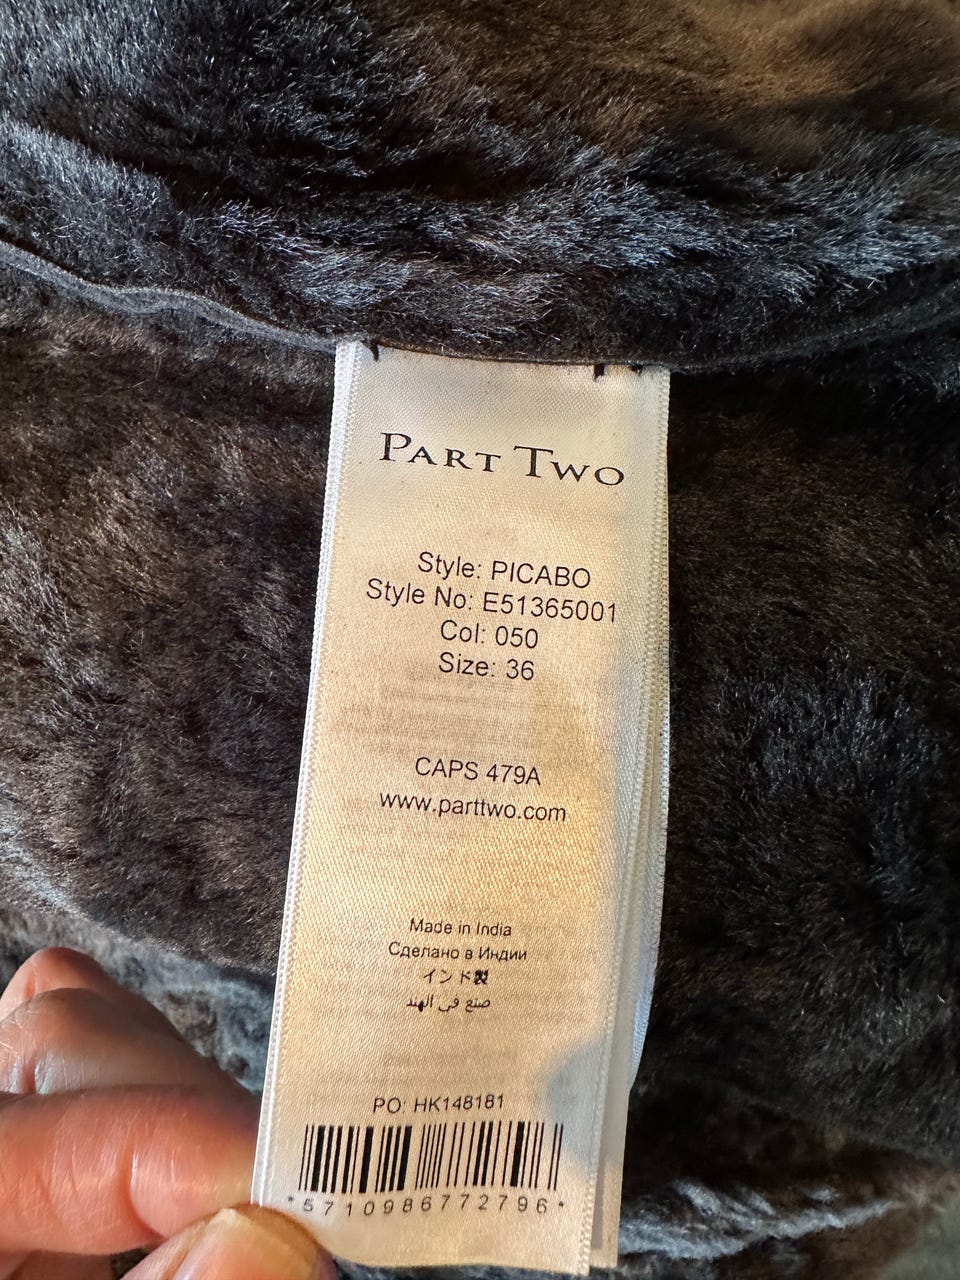 PART TWO
Style: PICABO
Style No: E51365001
Col: 050
Size: 36
CAPS 479A
www.parttwo.com
Made in India
Сделано в Индии
インド製
صنع في الهند
PO: HK148181
*5710986772796*